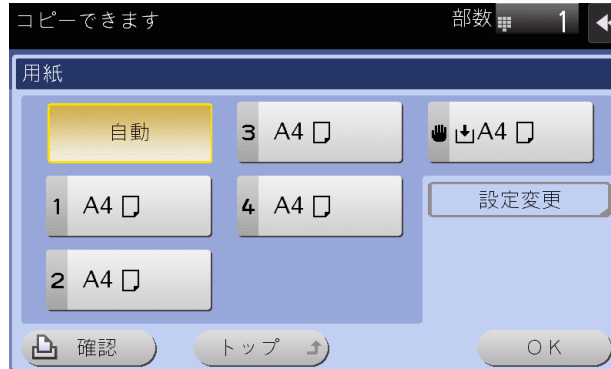 コピーできます 部数 1
用紙
自動 3 A4 A4
1 A4 4 A4 設定変更
2 A4
確認 トップ OK